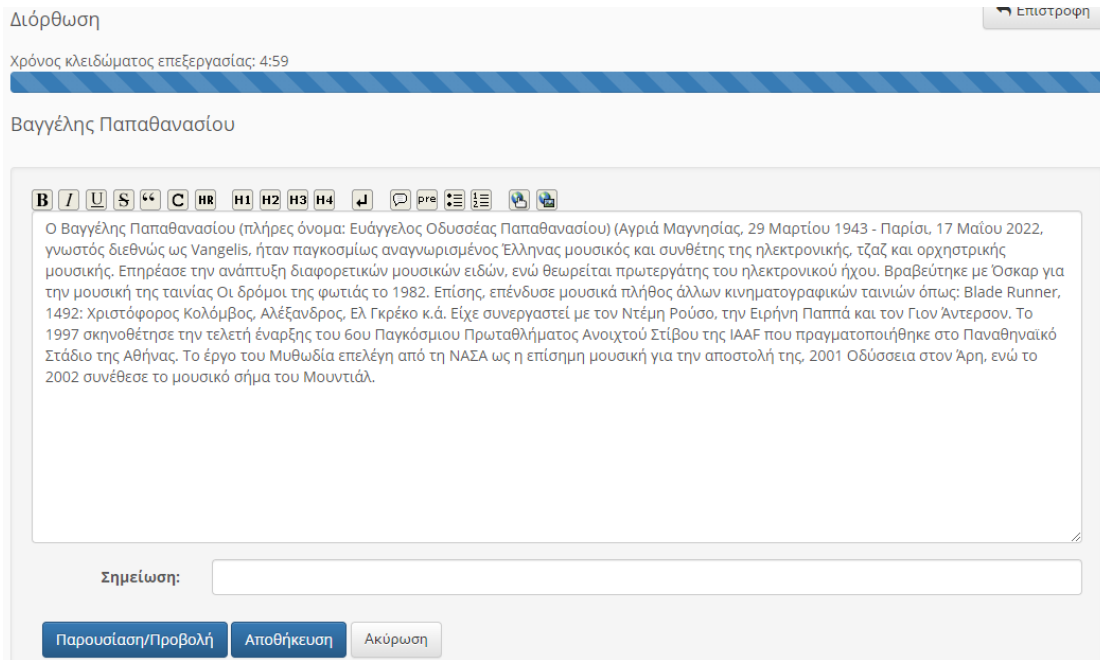 Διόρθωση
Επιστροφή
Χρόνος κλειδώματος επεξεργασίας: 4:59
Βαγγέλης Παπαθανασίου
B I U S “ C HR H1 H2 H3 H4 pre
Ο Βαγγέλης Παπαθανασίου (πλήρες όνομα: Ευάγγελος Οδυσσέας Παπαθανασίου) (Αγριά Μαγνησίας, 29 Μαρτίου 1943 - Παρίσι, 17 Μαΐου 2022,
γνωστός διεθνώς ως Vangelis, ήταν παγκοσμίως αναγνωρισμένος Έλληνας μουσικός και συνθέτης της ηλεκτρονικής, τζαζ και ορχηστρικής
μουσικής. Επηρέασε την ανάπτυξη διαφορετικών μουσικών ειδών, ενώ θεωρείται πρωτεργάτης του ηλεκτρονικού ήχου. Βραβεύτηκε με Όσκαρ για
την μουσική της ταινίας Οι δρόμοι της φωτιάς το 1982. Επίσης, επένδυσε μουσικά πλήθος άλλων κινηματογραφικών ταινιών όπως: Blade Runner,
1492: Χριστόφορος Κολόμβος, Αλέξανδρος, Ελ Γκρέκο κ.ά. Είχε συνεργαστεί με τον Ντέμη Ρούσο, την Ειρήνη Παππά και τον Γιον Άντερσον. Το
1997 σκηνοθέτησε την τελετή έναρξης του 6ου Παγκόσμιου Πρωταθλήματος Ανοιχτού Στίβου της IAAF που πραγματοποιήθηκε στο Παναθηναϊκό
Στάδιο της Αθήνας. Το έργο του Μυθωδία επελέγη από τη ΝΑΣΑ ως η επίσημη μουσική για την αποστολή της, 2001 Οδύσσεια στον Άρη, ενώ το
2002 συνέθεσε το μουσικό σήμα του Μουντιάλ.
Σημείωση:
Παρουσίαση/Προβολή Αποθήκευση Ακύρωση